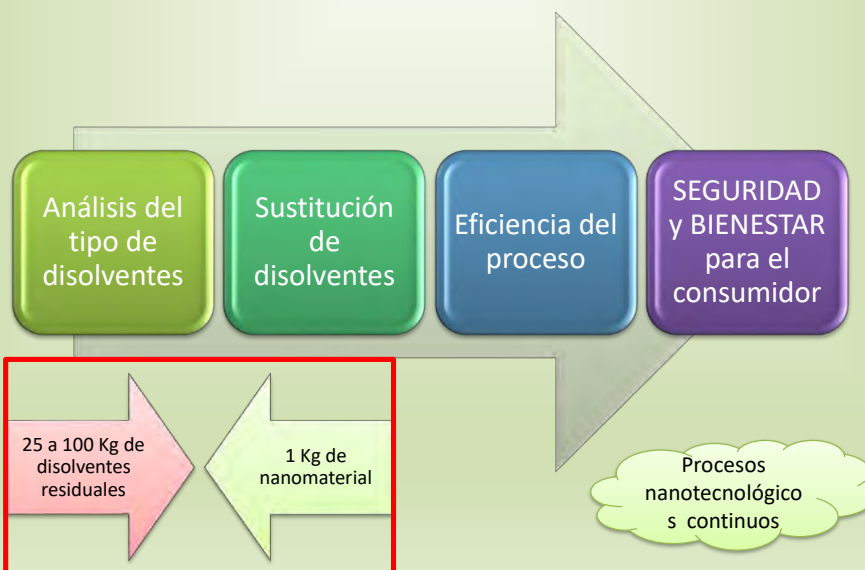 Análisis del
tipo de
disolventes
Sustitución
de
disolventes
Eficiencia del
proceso
SEGURIDAD
y BIENESTAR
para el
consumidor
25 a 100 Kg de
disolventes
residuales
1 Kg de
nanomaterial
Procesos
nanotecnológico
s continuos